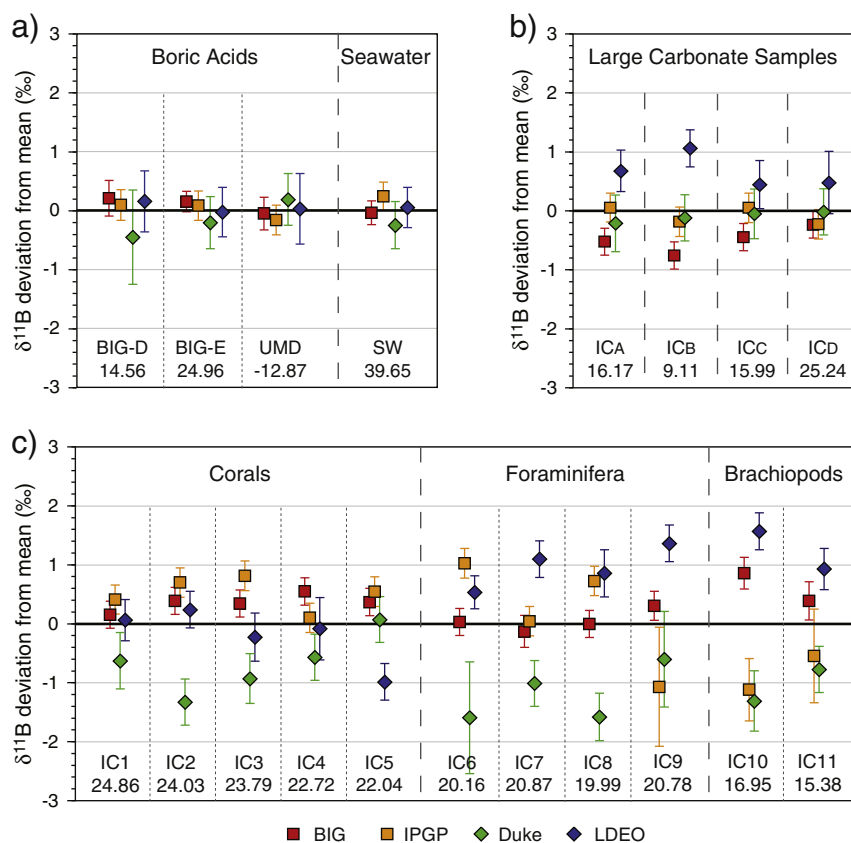 a)
δ¹¹B deviation from mean (‰)
3
2
1
0
-1
-2
-3
Boric Acids
Seawater
BIG-D BIG-E UMD SW
14.56 24.96 -12.87 39.65
b)
δ¹¹B deviation from mean (‰)
3
2
1
0
-1
-2
-3
Large Carbonate Samples
ICA ICB ICC ICD
16.17 9.11 15.99 25.24
c)
δ¹¹B deviation from mean (‰)
3
2
1
0
-1
-2
-3
Corals
Foraminifera
Brachiopods
IC1 IC2 IC3 IC4 IC5 IC6 IC7 IC8 IC9 IC10 IC11
24.86 24.03 23.79 22.72 22.04 20.16 20.87 19.99 20.78 16.95 15.38
BIG IPGP Duke LDEO